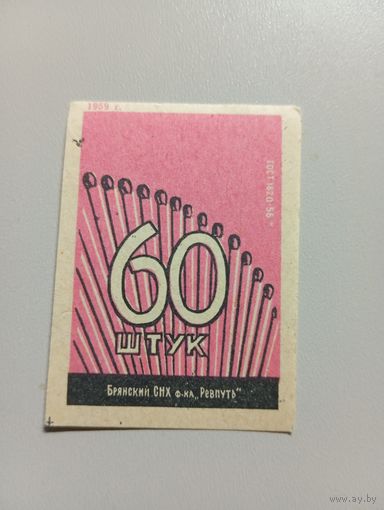 1959 г.
ГОСТ 1820-56 г.
60
ШТУК
БРЯНСКИЙ СНХ Ф-КА „РЕВПУТЬ"
www.ay.by